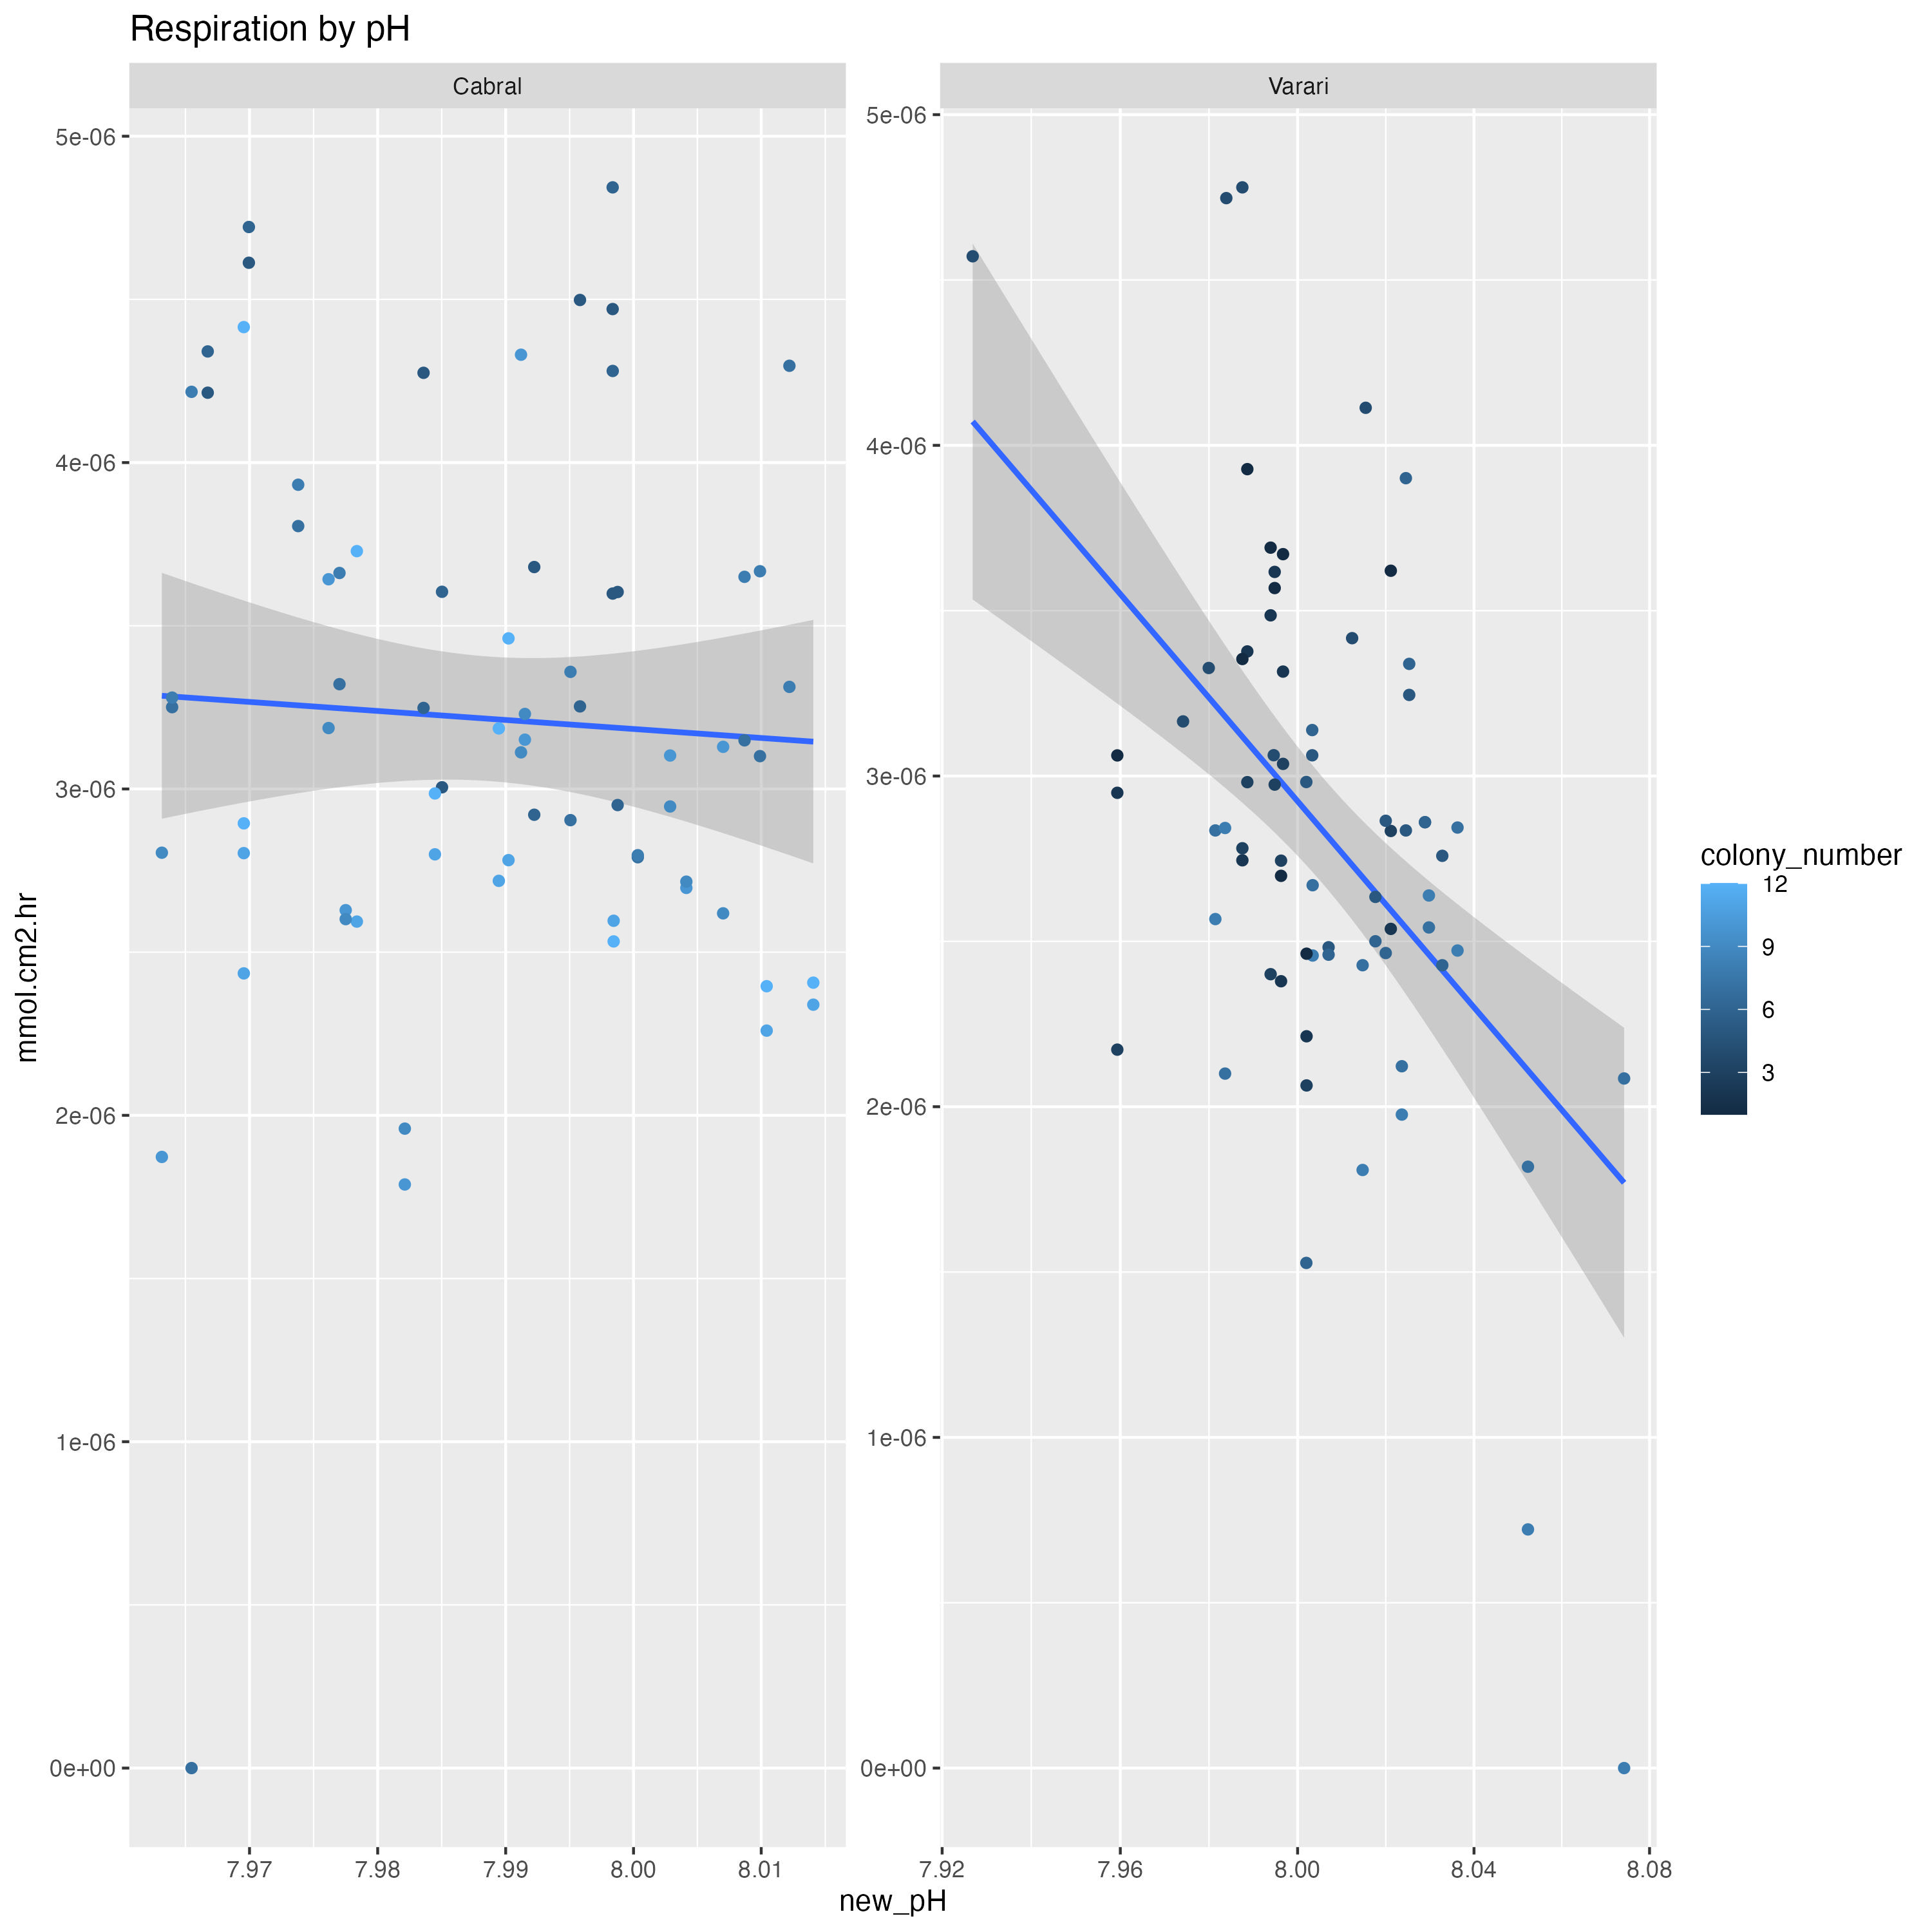 Respiration by pH
Cabral
Varari
5e-06
4e-06
3e-06
2e-06
1e-06
0e+00
5e-06
4e-06
3e-06
2e-06
1e-06
0e+00
mmol.cm2.hr
7.97 7.98 7.99 8.00 8.01
7.92 7.96 8.00 8.04 8.08
new_pH
colony_number
12
9
6
3